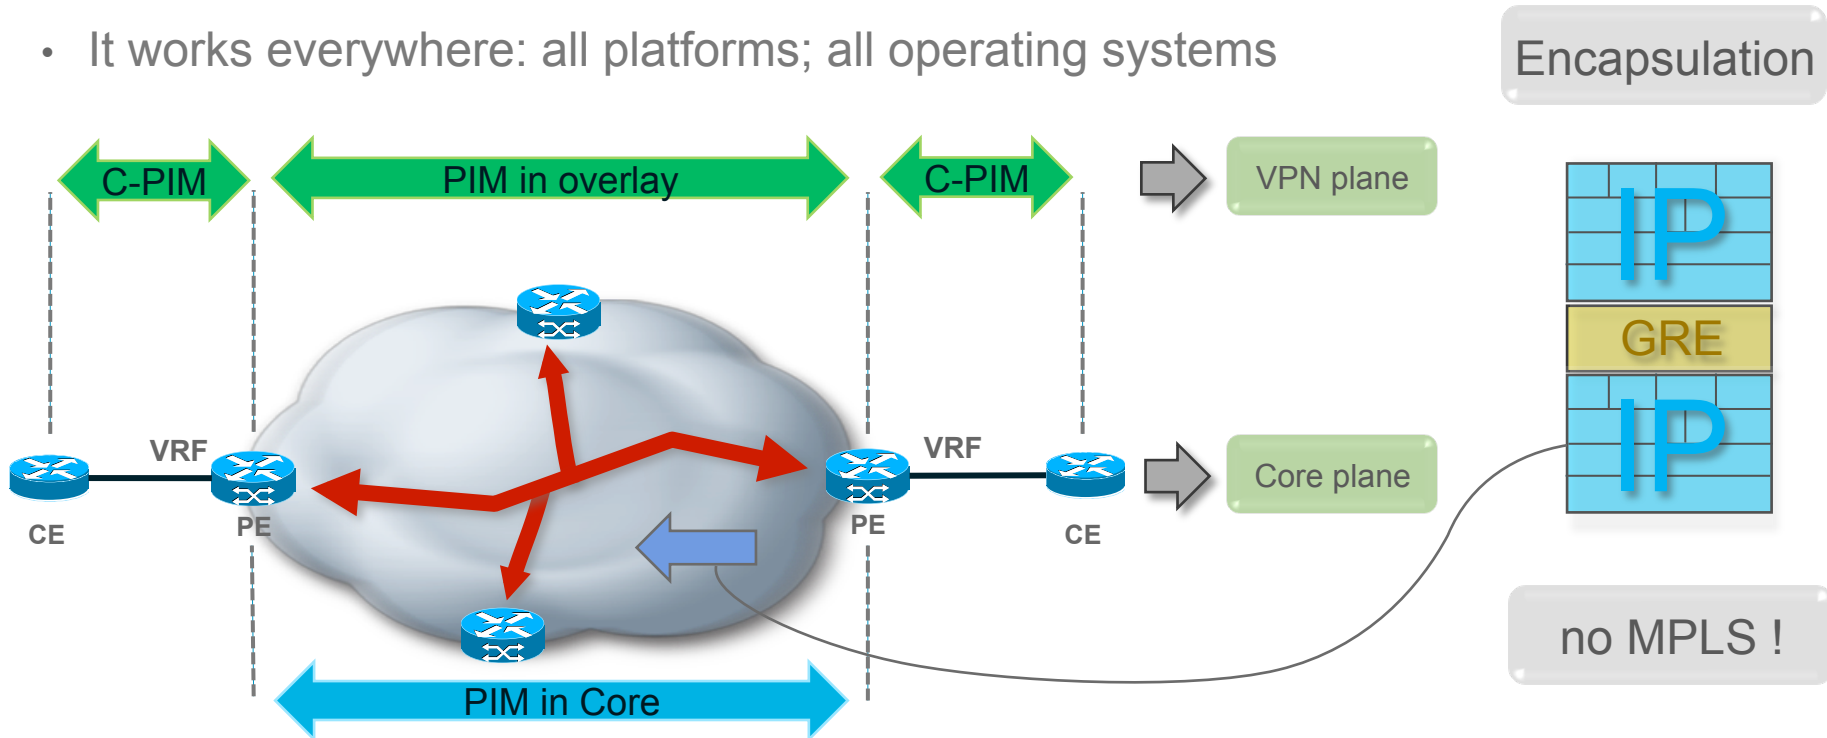 • It works everywhere: all platforms; all operating systems
Encapsulation
C-PIM
PIM in overlay
C-PIM
VPN plane
IP
GRE
IP
VRF
VRF
Core plane
CE
PE
PE
CE
no MPLS !
PIM in Core